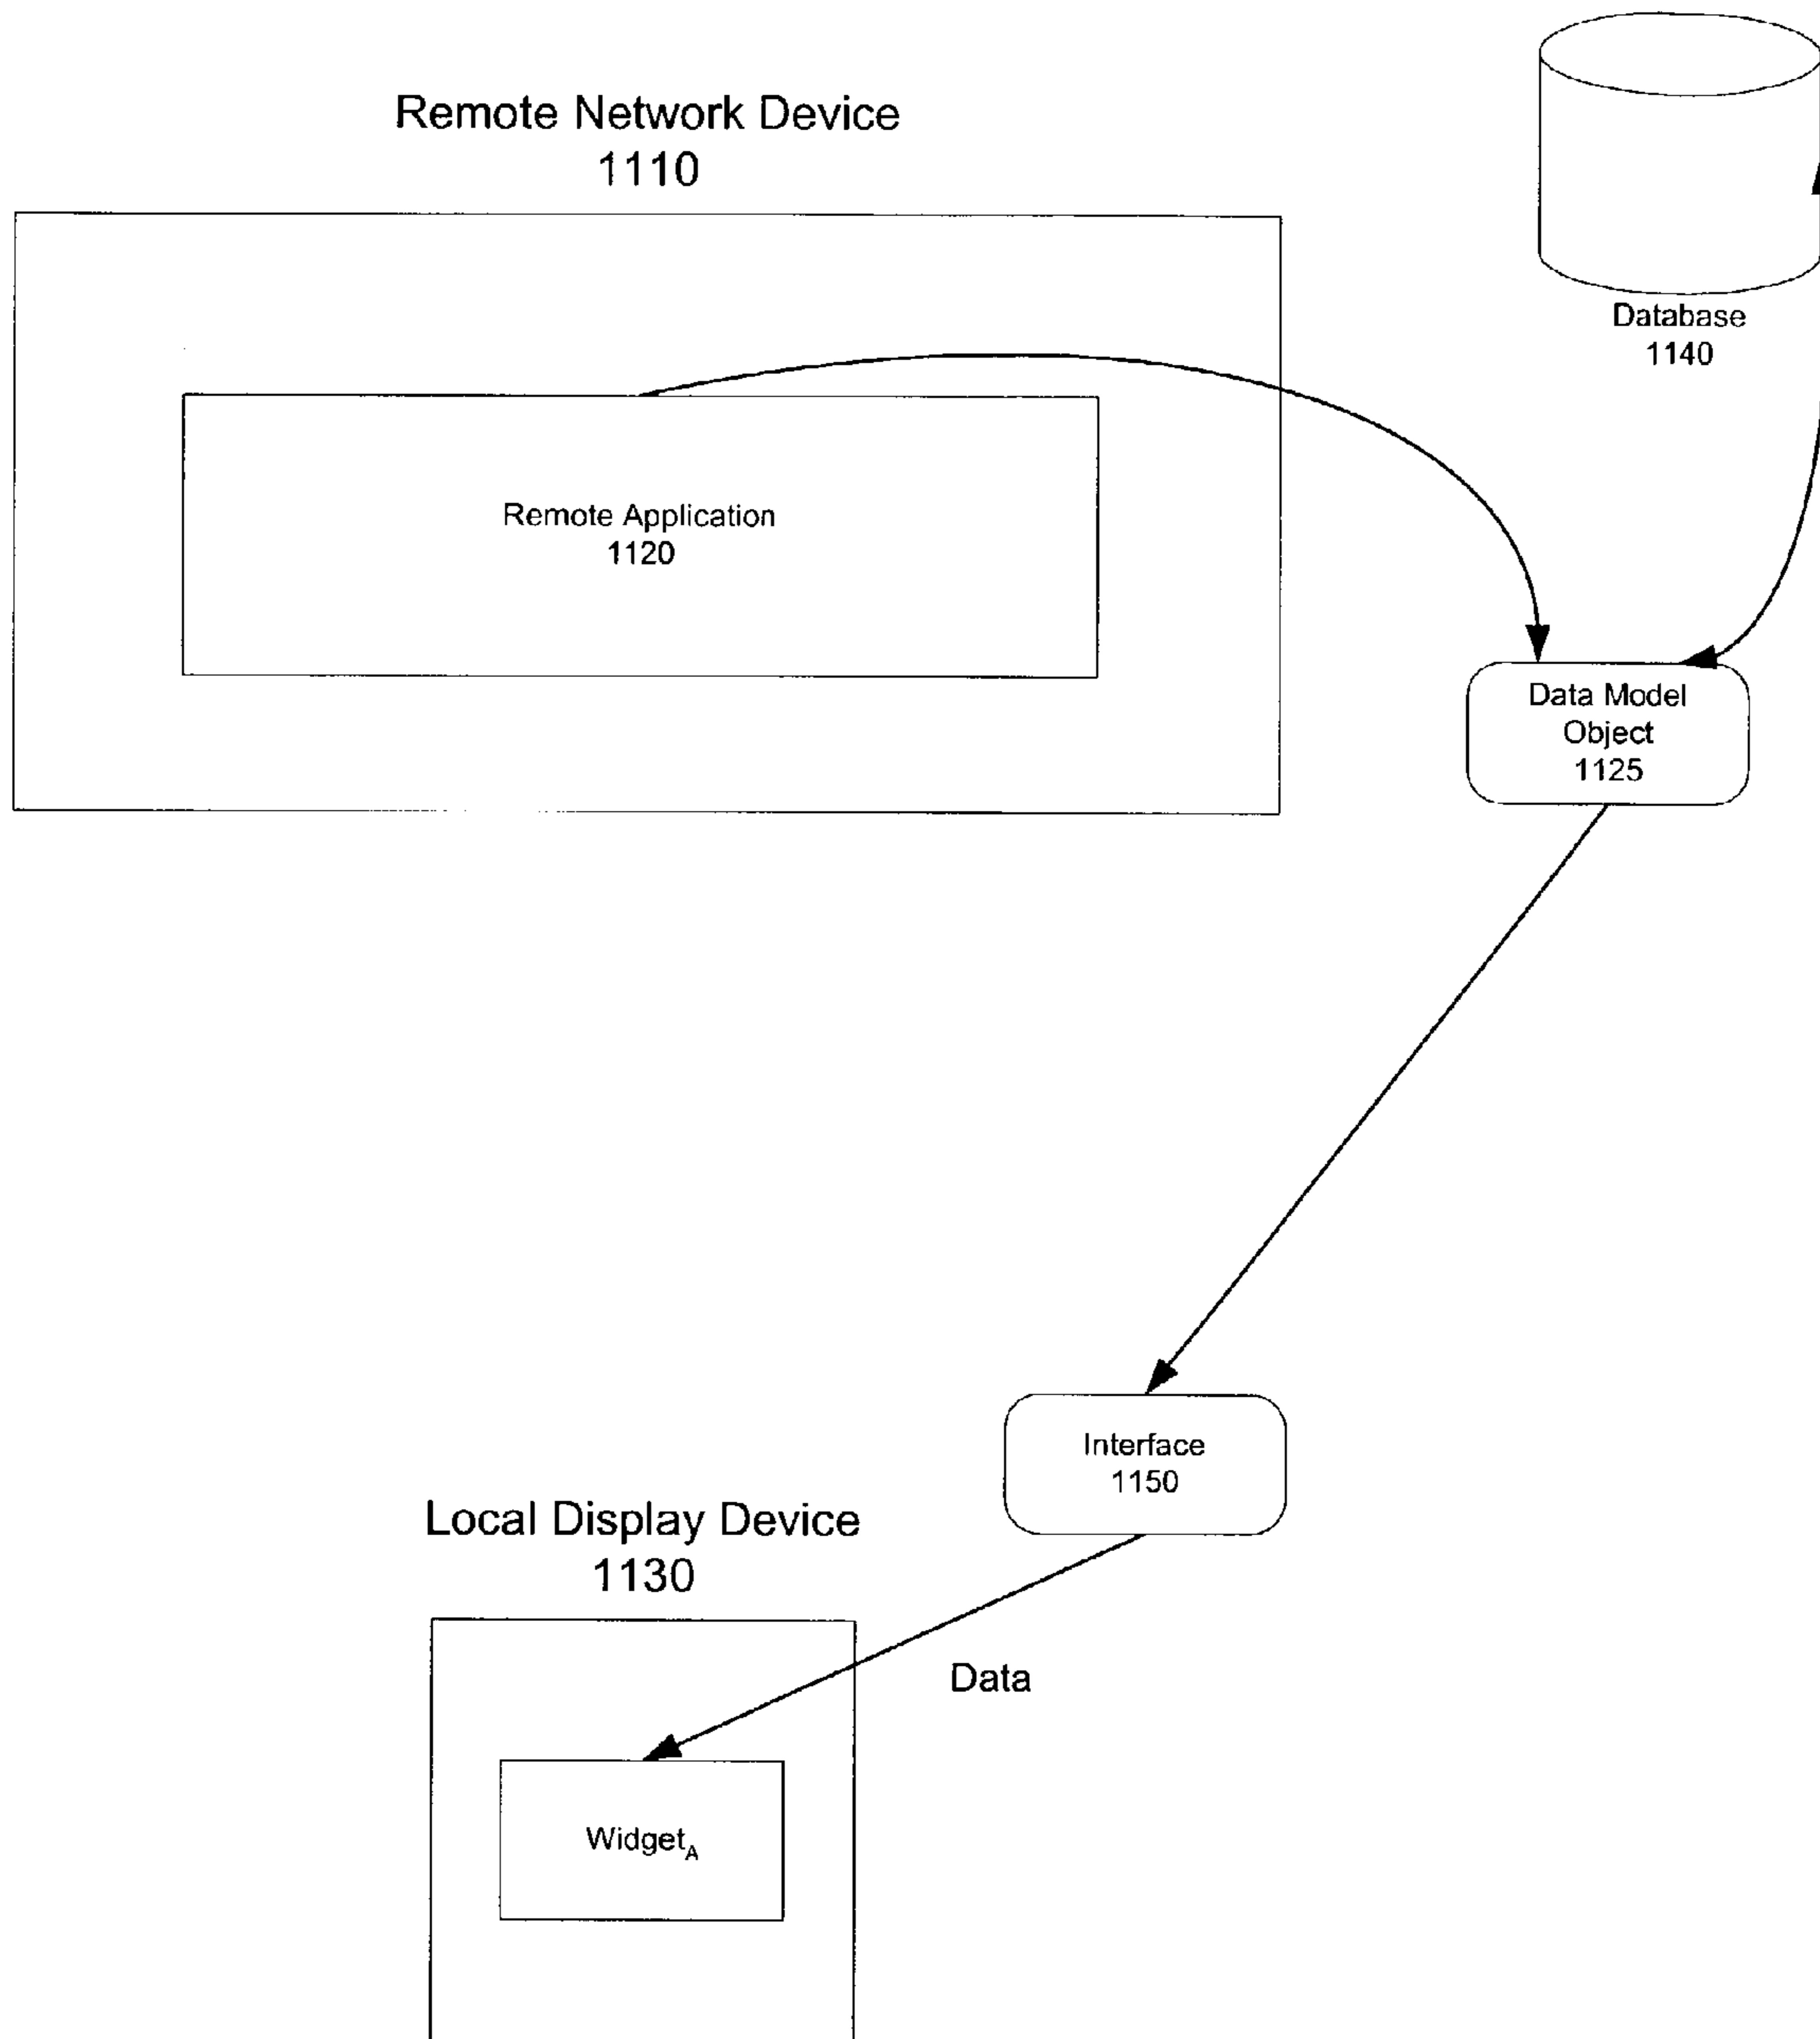 Remote Network Device
1110
Database
1140
Remote Application
1120
Data Model
Object
1125
Interface
1150
Local Display Device
1130
Data
Widget_A